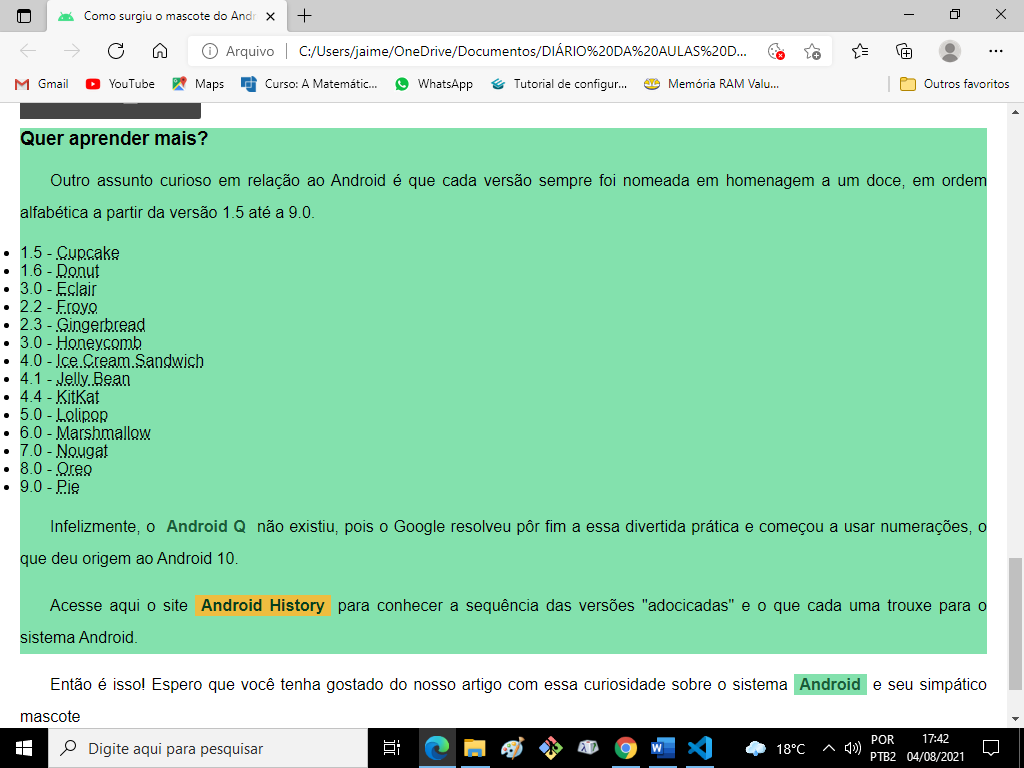 Como surgiu o mascote do Andr
Arquivo
C:/Users/jaime/OneDrive/Documentos/DIÁRIO%20DA%20AULAS%20D...
Gmail YouTube Maps Curso: A Matemátic... WhatsApp Tutorial de configur... Memória RAM Valu... Outros favoritos
Quer aprender mais?
Outro assunto curioso em relação ao Android é que cada versão sempre foi nomeada em homenagem a um doce, em ordem
alfabética a partir da versão 1.5 até a 9.0.
1.5 - Cupcake
1.6 - Donut
3.0 - Eclair
2.2 - Froyo
2.3 - Gingerbread
3.0 - Honeycomb
4.0 - Ice Cream Sandwich
4.1 - Jelly Bean
4.4 - KitKat
5.0 - Lolipop
6.0 - Marshmallow
7.0 - Nougat
8.0 - Oreo
9.0 - Pie
Infelizmente, o Android Q não existiu, pois o Google resolveu pôr fim a essa divertida prática e começou a usar numerações, o
que deu origem ao Android 10.
Acesse aqui o site Android History para conhecer a sequência das versões "adocicadas" e o que cada uma trouxe para o
sistema Android.
Então é isso! Espero que você tenha gostado do nosso artigo com essa curiosidade sobre o sistema Android e seu simpático
mascote
Digite aqui para pesquisar
18°C
POR
PTB2
17:42
04/08/2021